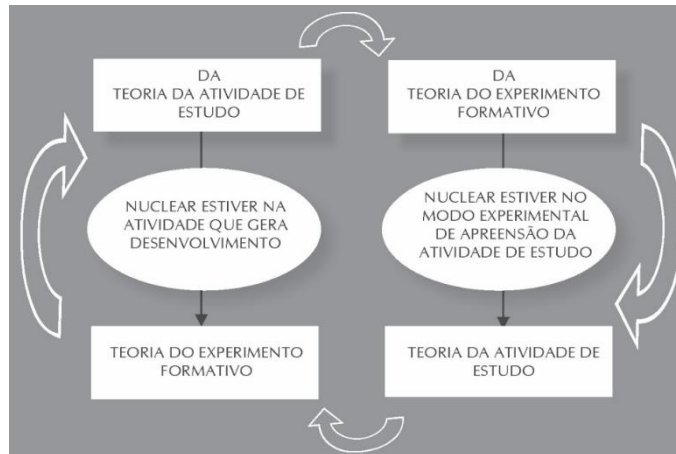 DA
TEORIA DA ATIVIDADE DE
ESTUDO
NUCLEAR ESTIVER NA
ATIVIDADE QUE GERA
DESENVOLVIMENTO
TEORIA DO EXPERIMENTO
FORMATIVO
DA
TEORIA DO EXPERIMENTO
FORMATIVO
NUCLEAR ESTIVER NO
MODO EXPERIMENTAL
DE APREENSÃO DA
ATIVIDADE DE ESTUDO
TEORIA DA ATIVIDADE DE
ESTUDO